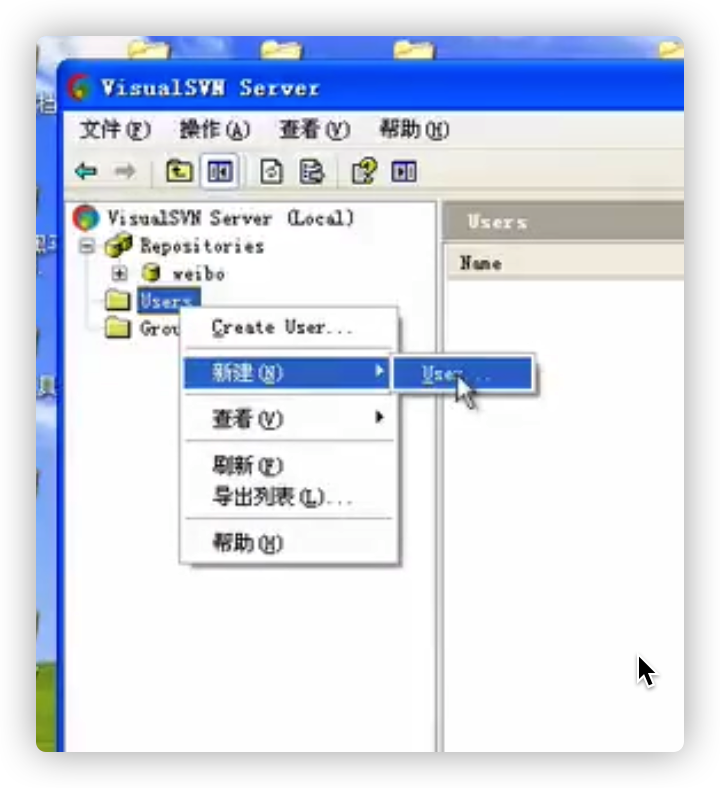 VisualSVN Server
文件(F) 操作(A) 查看(V) 帮助(H)
VisualSVN Server (Local)
Repositories
weibo
Users
Users
Name
Create User...
新建(N)
User...
查看(V)
刷新(F)
导出列表(L)...
帮助(H)